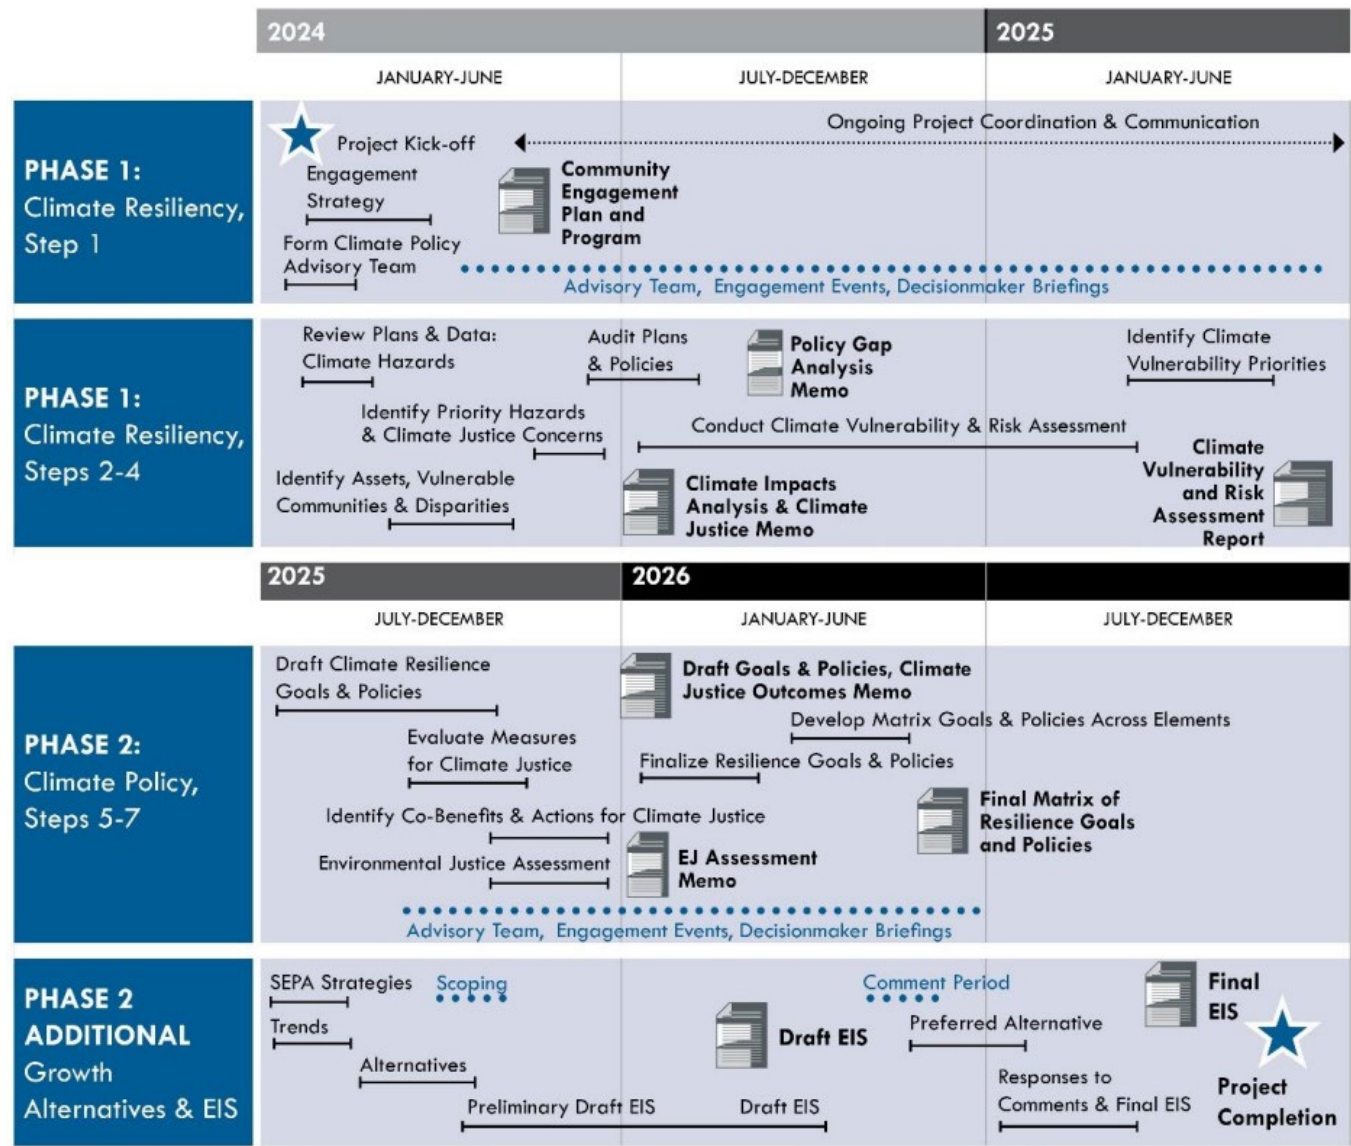 2024
2025
JANUARY-JUNE
JULY-DECEMBER
JANUARY-JUNE
PHASE 1:
Climate Resiliency,
Step 1
Project Kick-off
Ongoing Project Coordination & Communication
Engagement
Strategy
Community
Engagement
Plan and
Program
Form Climate Policy
Advisory Team
Advisory Team, Engagement Events, Decisionmaker Briefings
PHASE 1:
Climate Resiliency,
Steps 2-4
Review Plans & Data:
Climate Hazards
Audit Plans
& Policies
Policy Gap
Analysis
Memo
Identify Climate
Vulnerability Priorities
Identify Priority Hazards
& Climate Justice Concerns
Conduct Climate Vulnerability & Risk Assessment
Identify Assets, Vulnerable
Communities & Disparities
Climate Impacts
Analysis & Climate
Justice Memo
Climate
Vulnerability
and Risk
Assessment
Report
2025
2026
JULY-DECEMBER
JANUARY-JUNE
JULY-DECEMBER
PHASE 2:
Climate Policy,
Steps 5-7
Draft Climate Resilience
Goals & Policies
Draft Goals & Policies, Climate
Justice Outcomes Memo
Develop Matrix Goals & Policies Across Elements
Evaluate Measures
for Climate Justice
Finalize Resilience Goals & Policies
Final Matrix of
Resilience Goals
and Policies
Identify Co-Benefits & Actions for Climate Justice
Environmental Justice Assessment
EJ Assessment
Memo
Advisory Team, Engagement Events, Decisionmaker Briefings
PHASE 2
ADDITIONAL
Growth
Alternatives & EIS
SEPA Strategies
Scoping
Comment Period
Final
EIS
Trends
Draft EIS
Preferred Alternative
Alternatives
Responses to
Comments & Final EIS
Preliminary Draft EIS
Draft EIS
Project
Completion